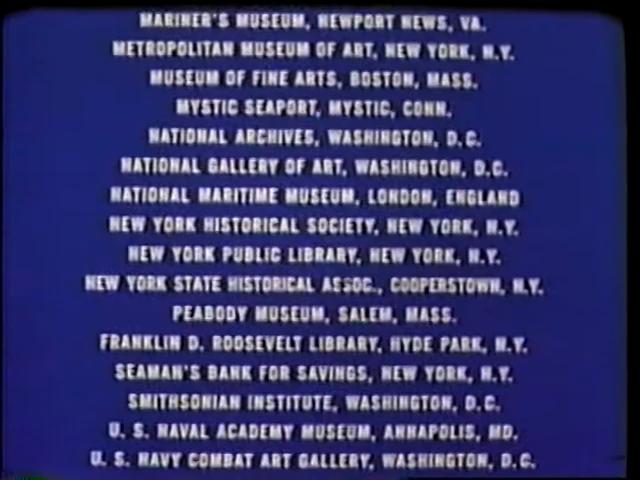 MARINER'S MUSEUM, NEWPORT NEWS, VA.
METROPOLITAN MUSEUM OF ART, NEW YORK, N.Y.
MUSEUM OF FINE ARTS, BOSTON, MASS.
MYSTIC SEAPORT, MYSTIC, CONN.
NATIONAL ARCHIVES, WASHINGTON, D.C.
NATIONAL GALLERY OF ART, WASHINGTON, D.C.
NATIONAL MARITIME MUSEUM, LONDON, ENGLAND
NEW YORK HISTORICAL SOCIETY, NEW YORK, N.Y.
NEW YORK PUBLIC LIBRARY, NEW YORK, N.Y.
NEW YORK STATE HISTORICAL ASSOC., COOPERSTOWN, N.Y.
PEABODY MUSEUM, SALEM, MASS.
FRANKLIN D. ROOSEVELT LIBRARY, HYDE PARK, N.Y.
SEAMAN'S BANK FOR SAVINGS, NEW YORK, N.Y.
SMITHSONIAN INSTITUTE, WASHINGTON, D.C.
U. S. NAVAL ACADEMY MUSEUM, ANNAPOLIS, MD.
U. S. NAVY COMBAT ART GALLERY, WASHINGTON, D.C.